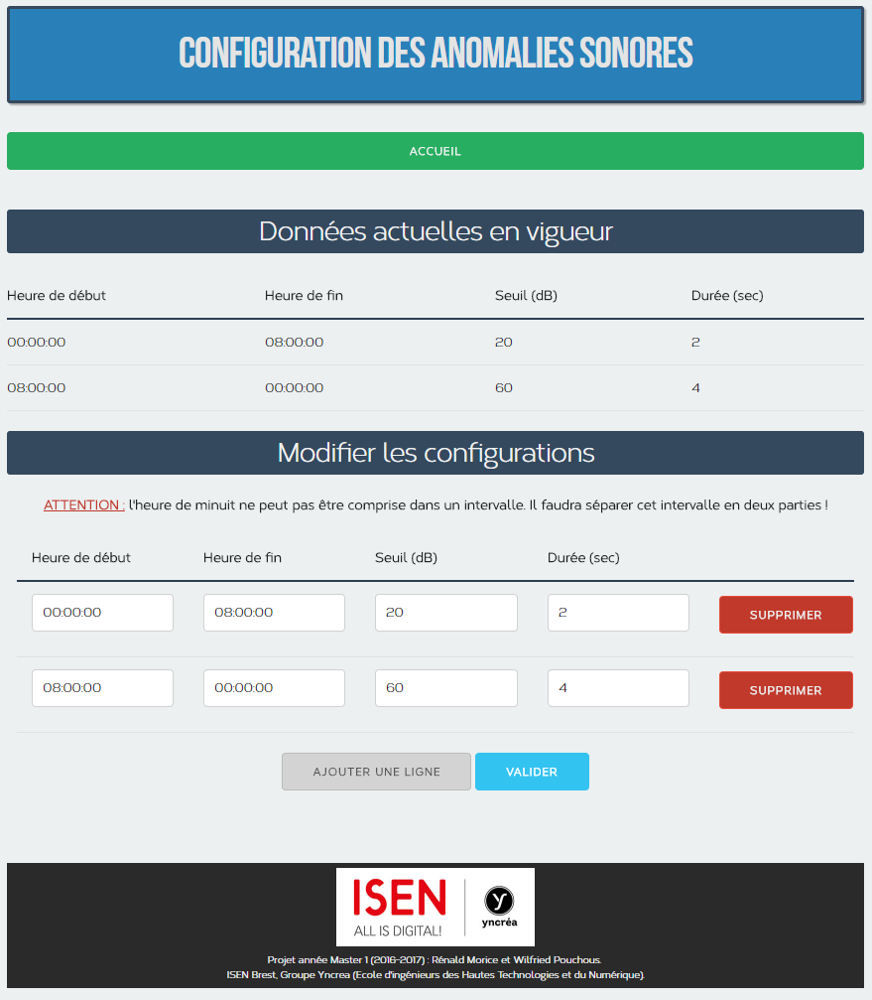 CONFIGURATION DES ANOMALIES SONORES
ACCUEIL
Données actuelles en vigueur
Heure de début Heure de fin Seuil (dB) Durée (sec)
00:00:00 08:00:00 20 2
08:00:00 00:00:00 60 4
Modifier les configurations
ATTENTION : l'heure de minuit ne peut pas être comprise dans un intervalle. Il faudra séparer cet intervalle en deux parties !
Heure de début Heure de fin Seuil (dB) Durée (sec)
00:00:00 08:00:00 20 2 SUPPRIMER
08:00:00 00:00:00 60 4 SUPPRIMER
AJOUTER UNE LIGNE VALIDER
ISEN
ALL IS DIGITAL!
yncréa
Projet année Master 1 (2016-2017) : Rénald Morice et Wilfried Pouchous.
ISEN Brest, Groupe Yncrea (Ecole d'ingénieurs des Hautes Technologies et du Numérique).